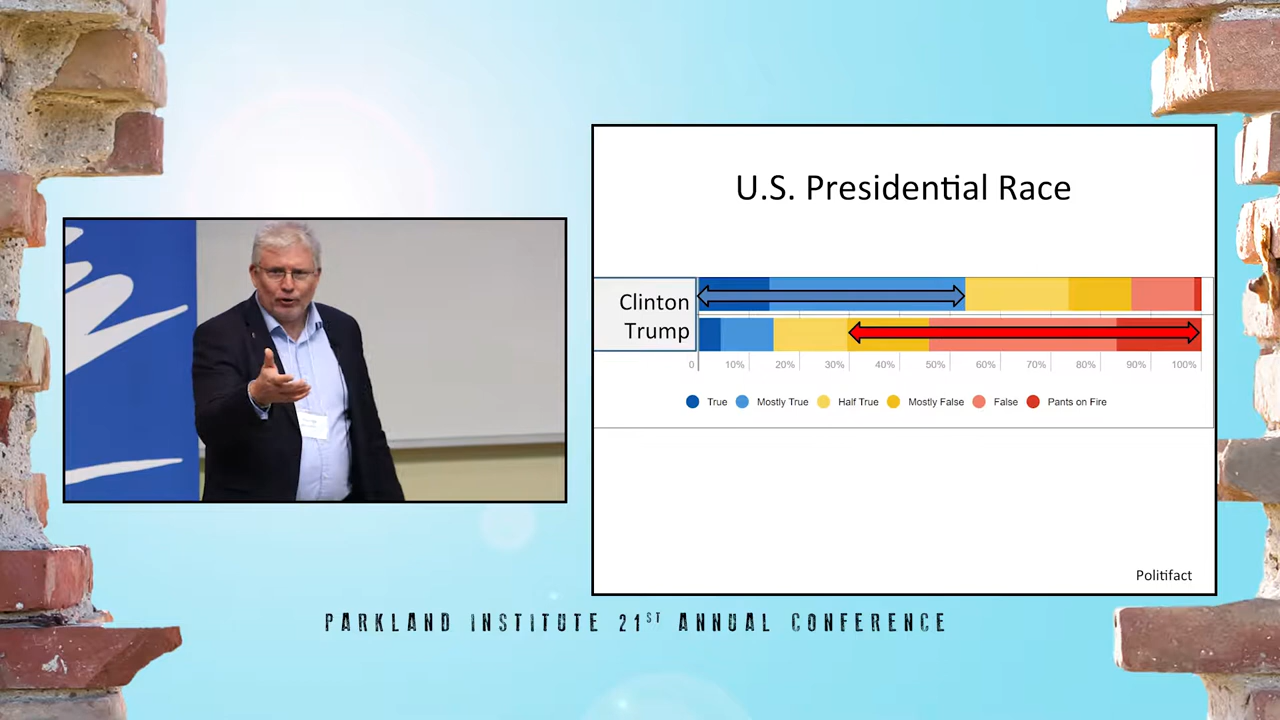 U.S. Presidential Race
Clinton
Trump
0 10% 20% 30% 40% 50% 60% 70% 80% 90% 100%
True Mostly True Half True Mostly False False Pants on Fire
Politifact
PARKLAND INSTITUTE 21ST ANNUAL CONFERENCE